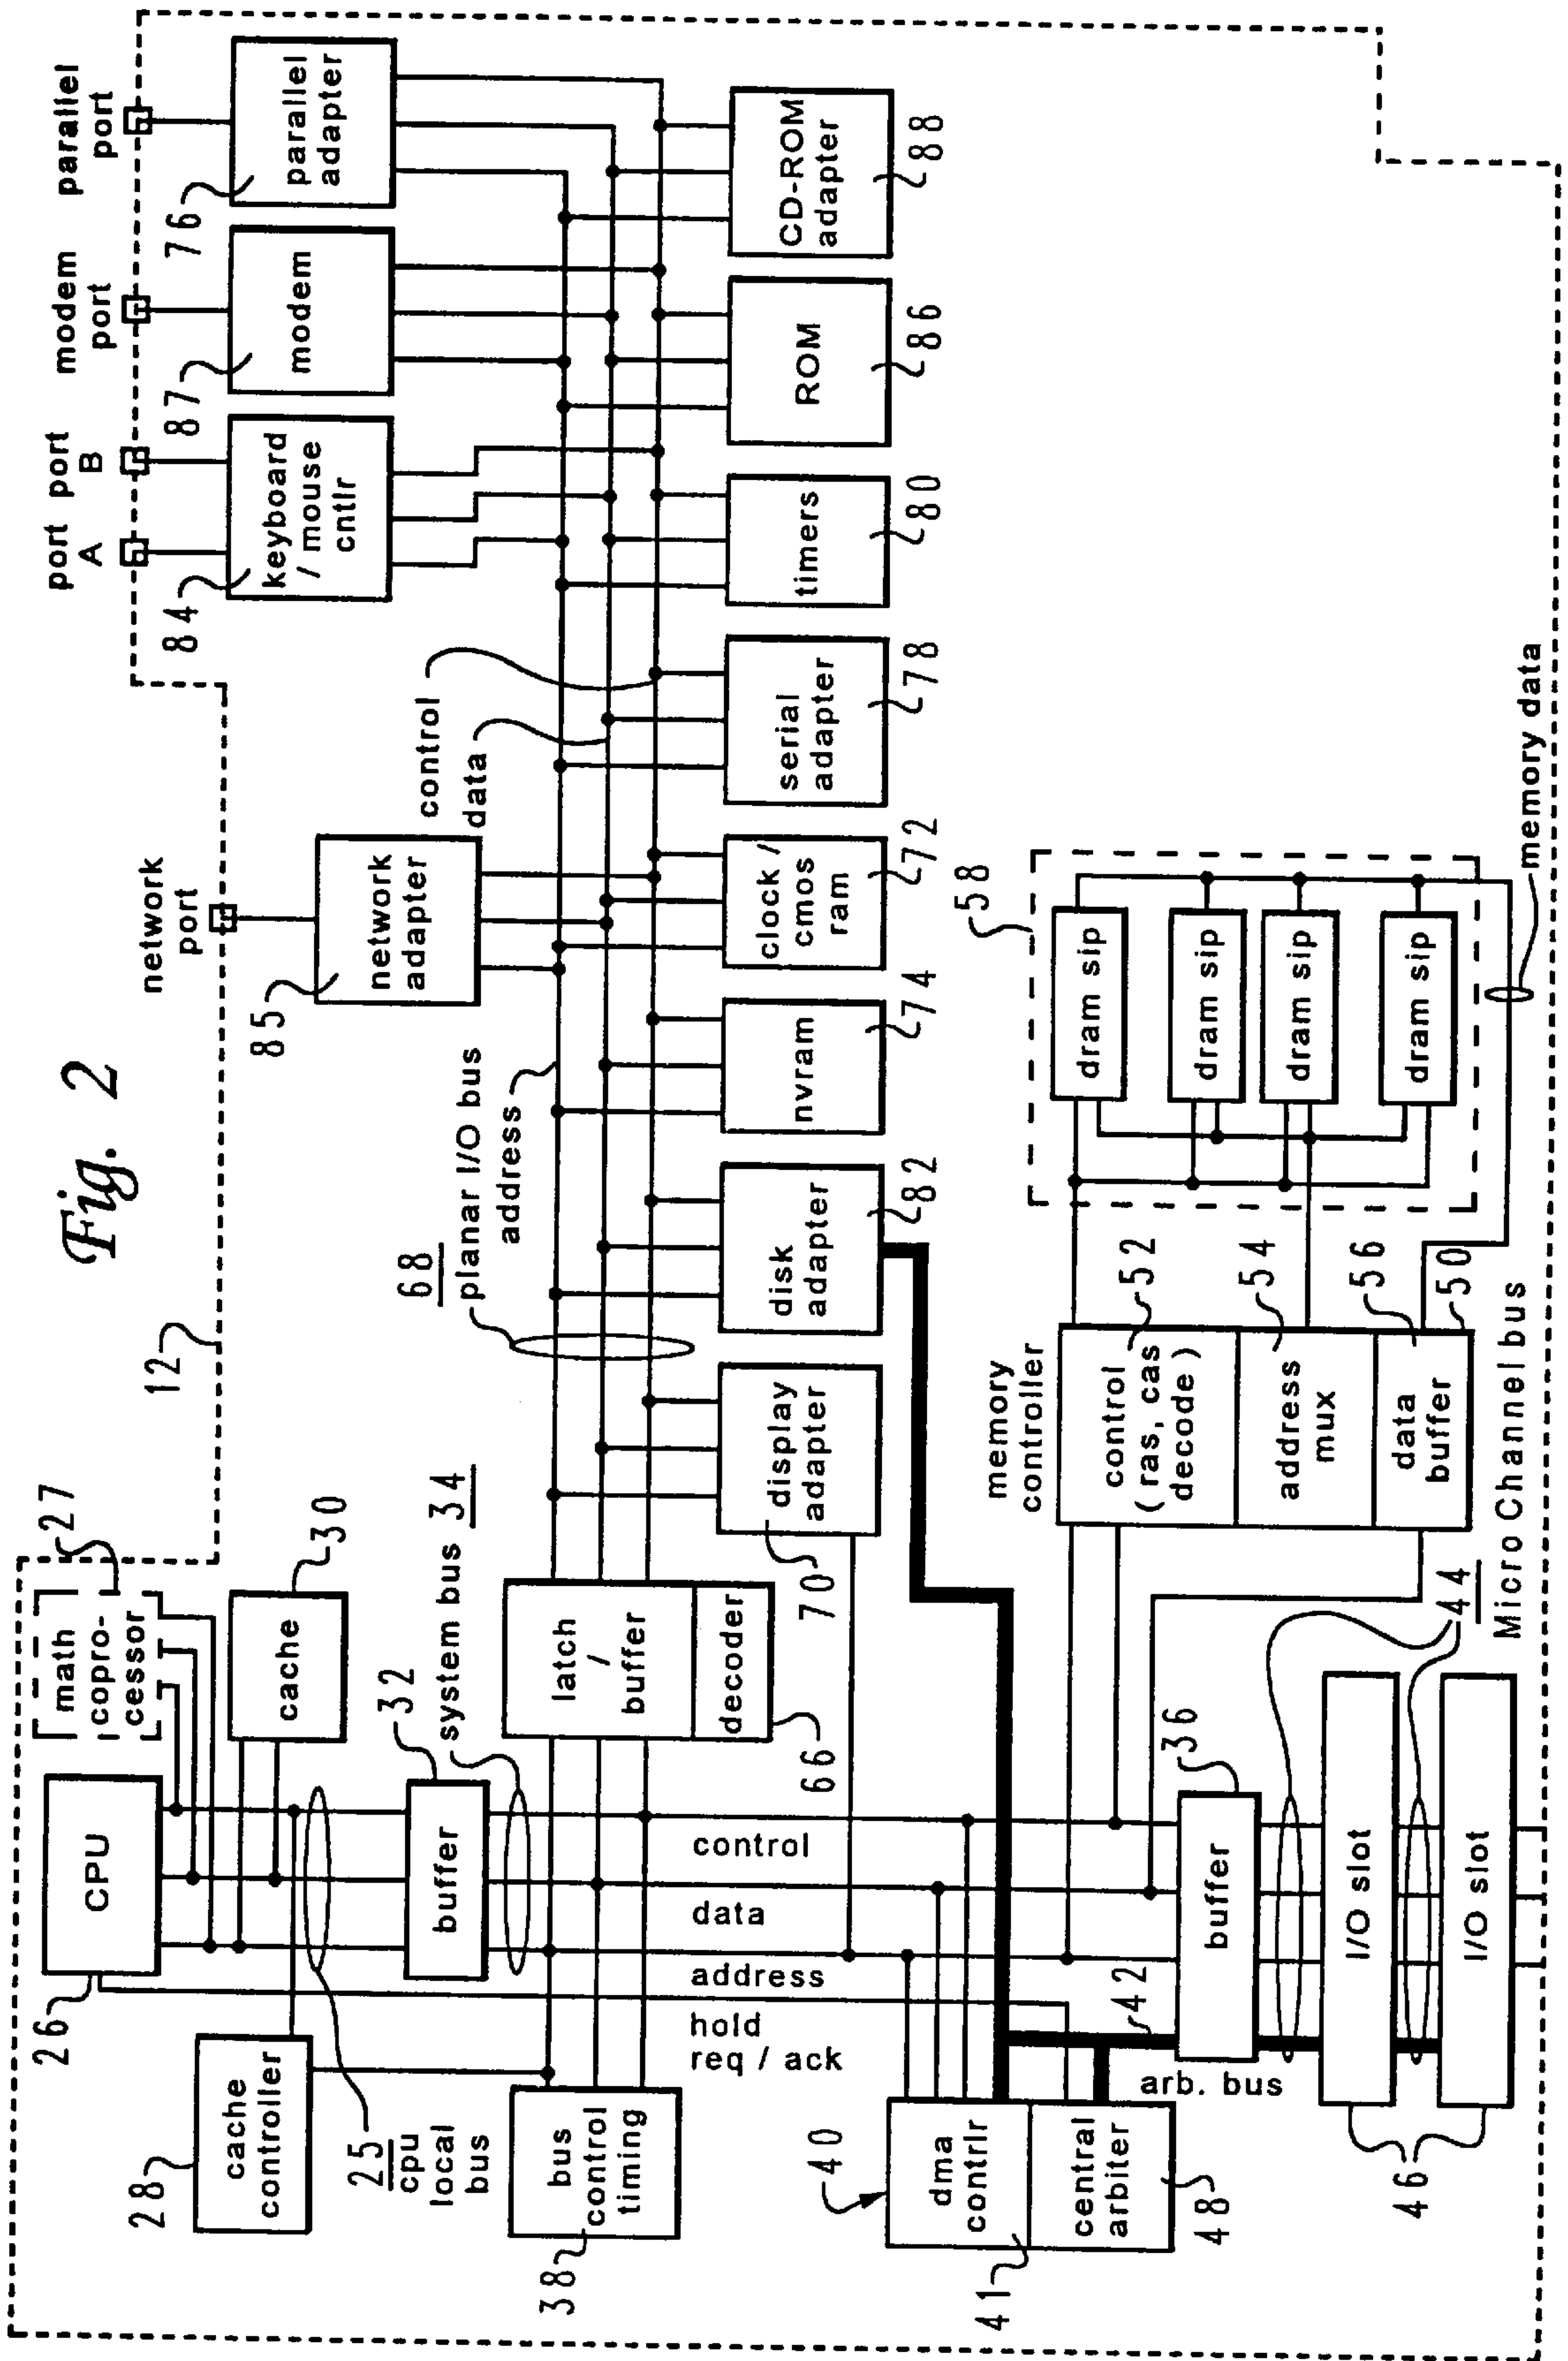 Fig. 2
12
26
CPU
27
math
copro-
cessor
28
cache
controller
30
cache
25
cpu
local
bus
32
buffer
system bus 34
38
bus
control
timing
latch
/
buffer
decoder
66
control
data
address
hold
req / ack
68
planar I/O bus
address
data
control
network
port
85
network
adapter
port
A
port
B
84
keyboard
/ mouse
cntlr
modem
port
87
modem
parallel
port
76
parallel
adapter
70
display
adapter
disk
adapter
82
nvram
74
clock /
cmos
ram
72
serial
adapter
78
timers
80
ROM
86
CD-ROM
adapter
88
40
dma
contrlr
41
central
arbiter
48
arb. bus
42
buffer
36
I/O slot
I/O slot
46
44
Micro Channel bus
memory
controller
control
( ras, cas
decode )
52
address
mux
54
data
buffer
56
50
58
dram sip
dram sip
dram sip
dram sip
memory data